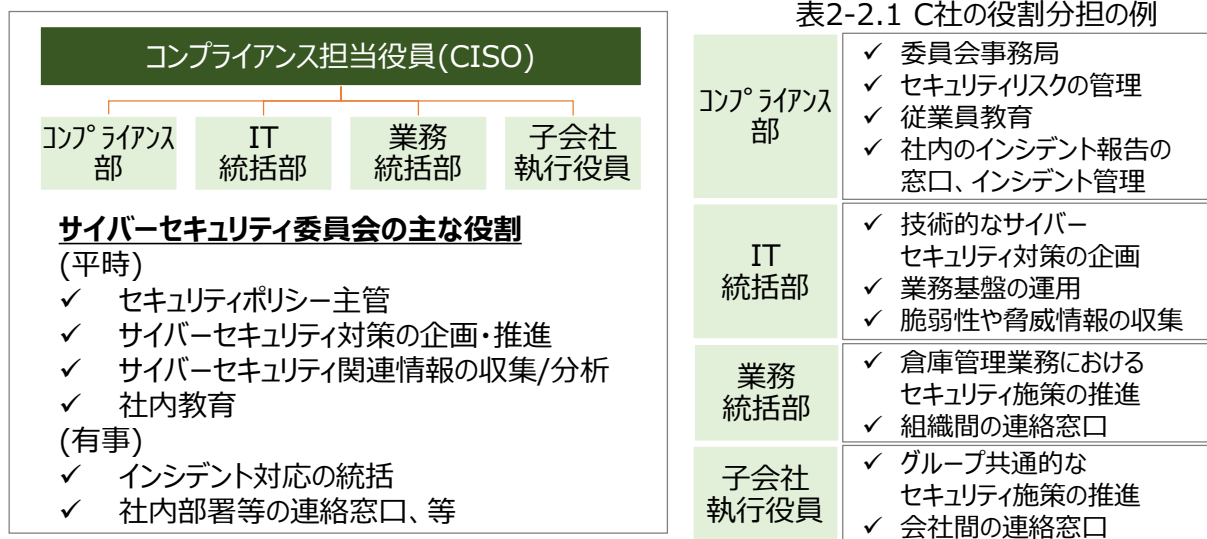 コンプライアンス担当役員(CISO)
コンプライアンス
部
IT
統括部
業務
統括部
子会社
執行役員
サイバーセキュリティ委員会の主な役割
(平時)
✓ セキュリティポリシー主管
✓ サイバーセキュリティ対策の企画・推進
✓ サイバーセキュリティ関連情報の収集/分析
✓ 社内教育
(有事)
✓ インシデント対応の統括
✓ 社内部署等の連絡窓口、等
表2-2.1 C社の役割分担の例
コンプライアンス
部
✓ 委員会事務局
✓ セキュリティリスクの管理
✓ 従業員教育
✓ 社内のインシデント報告の
窓口、インシデント管理
IT
統括部
✓ 技術的なサイバー
セキュリティ対策の企画
✓ 業務基盤の運用
✓ 脆弱性や脅威情報の収集
業務
統括部
✓ 倉庫管理業務における
セキュリティ施策の推進
✓ 組織間の連絡窓口
子会社
執行役員
✓ グループ共通的な
セキュリティ施策の推進
✓ 会社間の連絡窓口